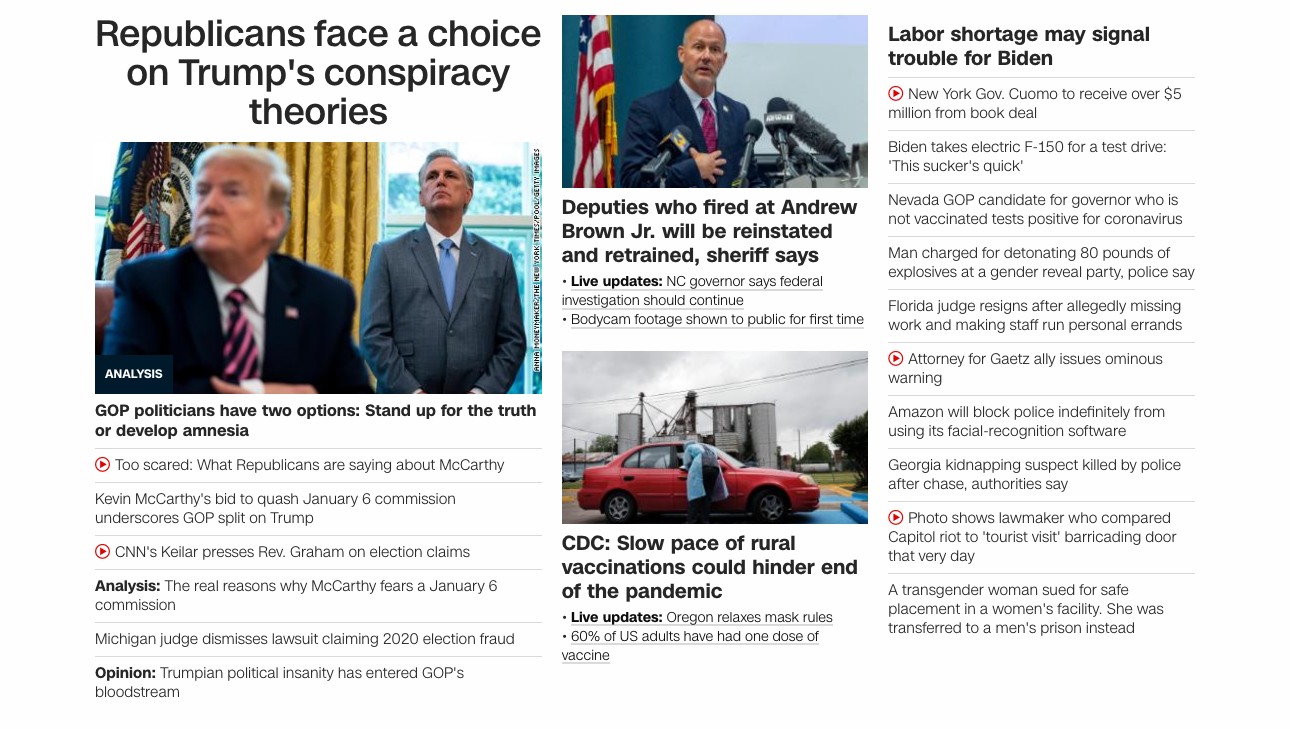 Republicans face a choice
on Trump's conspiracy
theories
ANNA MONEYMAKER/THE NEW YORK TIMES/POOL/GETTY IMAGES
ANALYSIS
GOP politicians have two options: Stand up for the truth
or develop amnesia
Too scared: What Republicans are saying about McCarthy
Kevin McCarthy's bid to quash January 6 commission
underscores GOP split on Trump
CNN's Keilar presses Rev. Graham on election claims
Analysis: The real reasons why McCarthy fears a January 6
commission
Michigan judge dismisses lawsuit claiming 2020 election fraud
Opinion: Trumpian political insanity has entered GOP's
bloodstream
Deputies who fired at Andrew
Brown Jr. will be reinstated
and retrained, sheriff says
• Live updates: NC governor says federal
investigation should continue
• Bodycam footage shown to public for first time
CDC: Slow pace of rural
vaccinations could hinder end
of the pandemic
• Live updates: Oregon relaxes mask rules
• 60% of US adults have had one dose of
vaccine
Labor shortage may signal
trouble for Biden
New York Gov. Cuomo to receive over $5
million from book deal
Biden takes electric F-150 for a test drive:
'This sucker's quick'
Nevada GOP candidate for governor who is
not vaccinated tests positive for coronavirus
Man charged for detonating 80 pounds of
explosives at a gender reveal party, police say
Florida judge resigns after allegedly missing
work and making staff run personal errands
Attorney for Gaetz ally issues ominous
warning
Amazon will block police indefinitely from
using its facial-recognition software
Georgia kidnapping suspect killed by police
after chase, authorities say
Photo shows lawmaker who compared
Capitol riot to 'tourist visit' barricading door
that very day
A transgender woman sued for safe
placement in a women's facility. She was
transferred to a men's prison instead